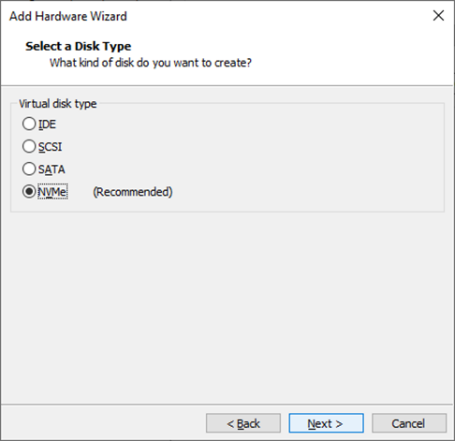 Add Hardware Wizard
Select a Disk Type
What kind of disk do you want to create?
Virtual disk type
IDE
SCSI
SATA
NVMe (Recommended)
< Back Next > Cancel